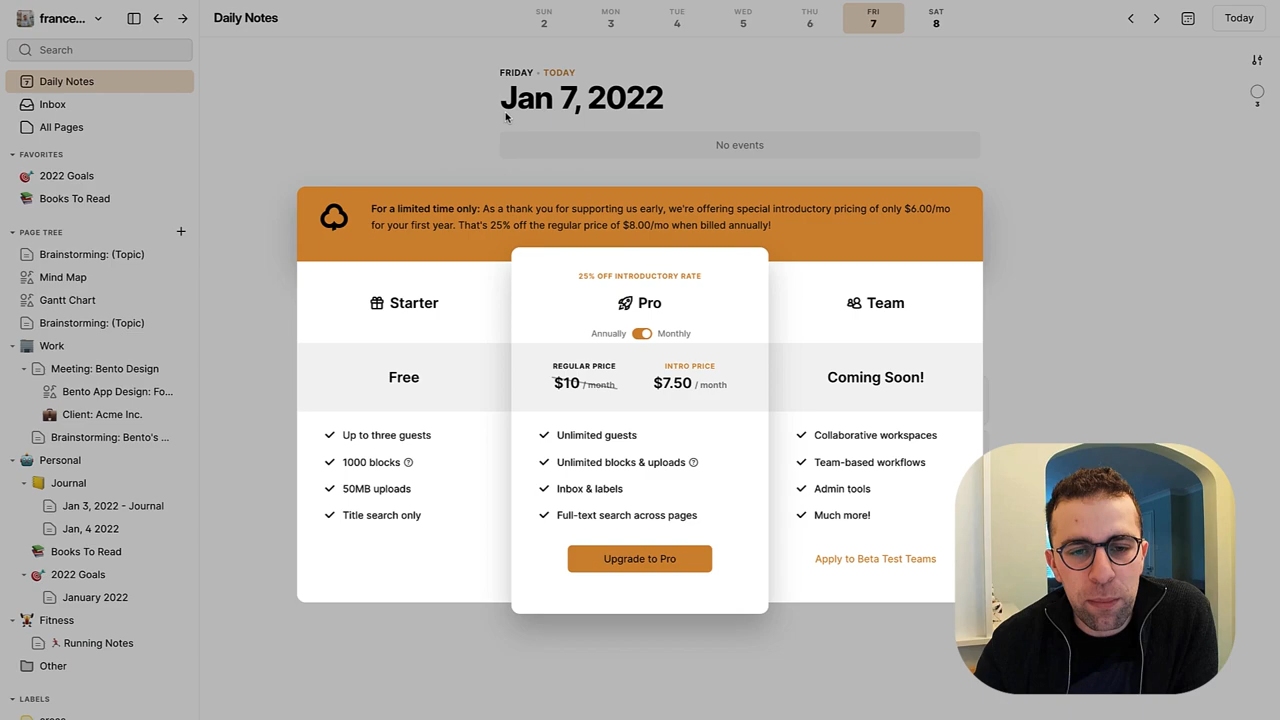 france...
Daily Notes
SUN
2
MON
3
TUE
4
WED
5
THU
6
FRI
7
SAT
8
Today
Search
Daily Notes
Inbox
All Pages
FAVORITES
2022 Goals
Books To Read
PAGE TREE
Brainstorming: (Topic)
Mind Map
Gantt Chart
Brainstorming: (Topic)
Work
Meeting: Bento Design
Bento App Design: Fo...
Client: Acme Inc.
Brainstorming: Bento's ...
Personal
Journal
Jan 3, 2022 - Journal
Jan, 4 2022
Books To Read
2022 Goals
January 2022
Fitness
Running Notes
Other
LABELS
FRIDAY • TODAY
Jan 7, 2022
No events
3
For a limited time only: As a thank you for supporting us early, we're offering special introductory pricing of only $6.00/mo
for your first year. That's 25% off the regular price of $8.00/mo when billed annually!
Starter
Free
Up to three guests
1000 blocks
50MB uploads
Title search only
25% OFF INTRODUCTORY RATE
Pro
Annually Monthly
REGULAR PRICE
$10 / month
INTRO PRICE
$7.50 / month
Unlimited guests
Unlimited blocks & uploads
Inbox & labels
Full-text search across pages
Upgrade to Pro
Team
Coming Soon!
Collaborative workspaces
Team-based workflows
Admin tools
Much more!
Apply to Beta Test Teams